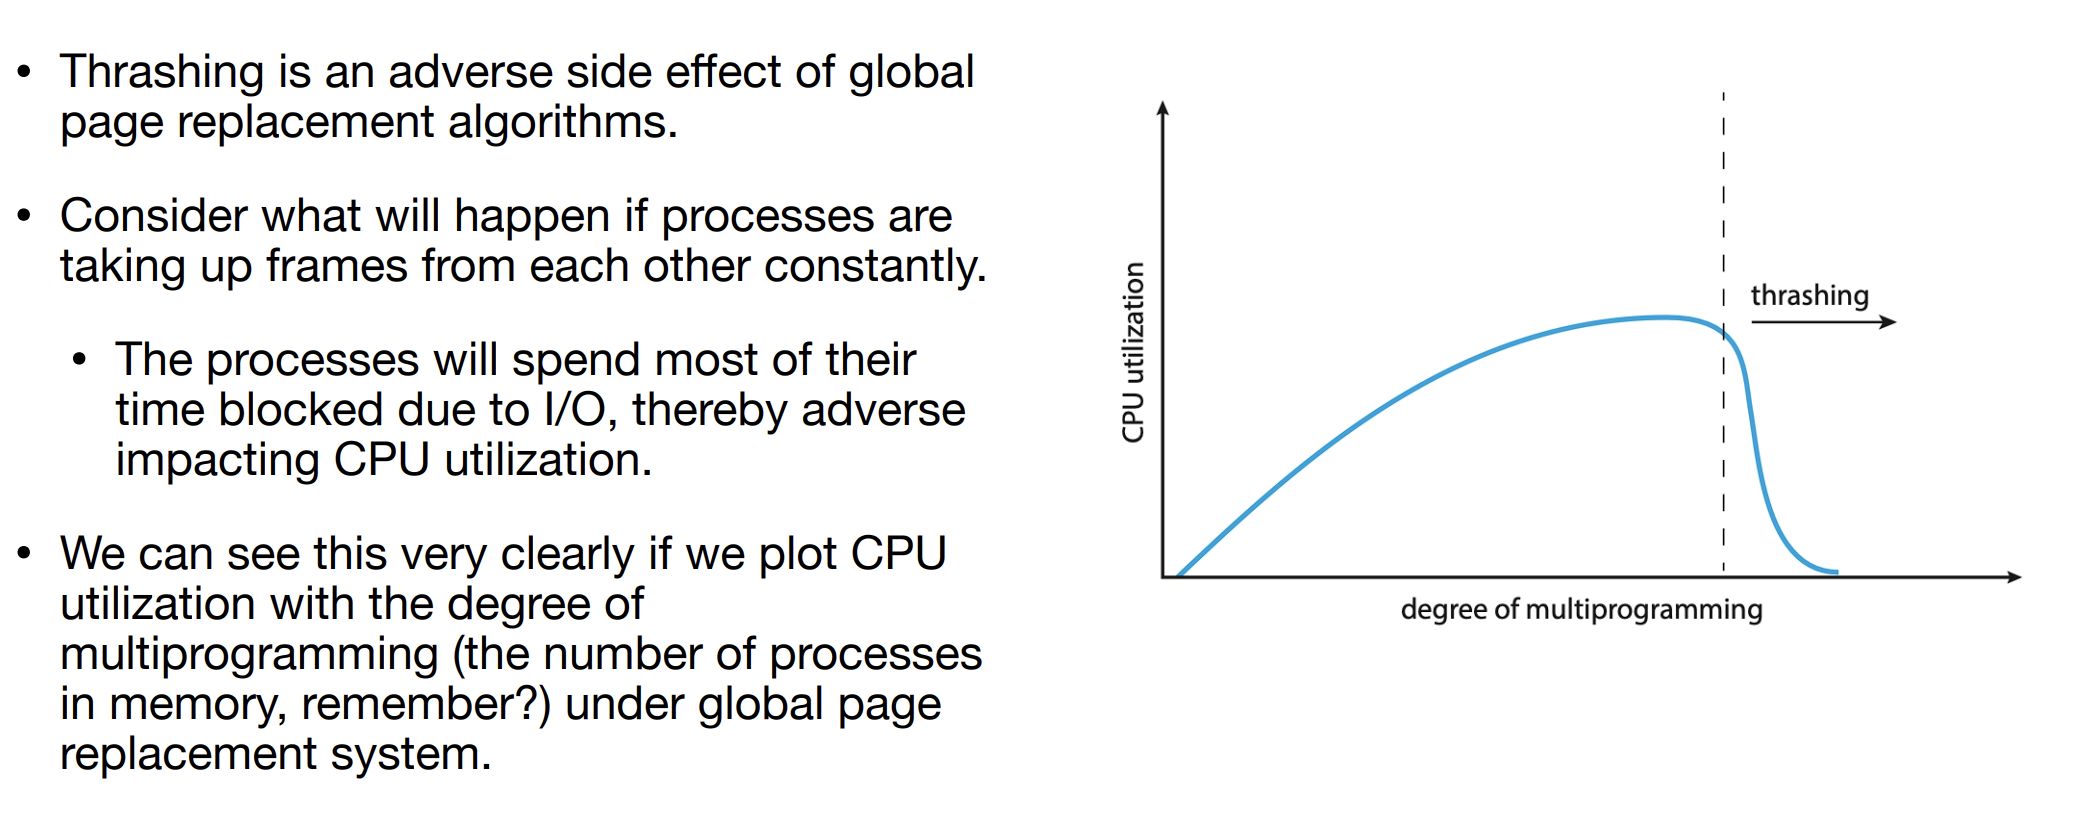 • Thrashing is an adverse side effect of global
page replacement algorithms.
• Consider what will happen if processes are
taking up frames from each other constantly.
• The processes will spend most of their
time blocked due to I/O, thereby adverse
impacting CPU utilization.
• We can see this very clearly if we plot CPU
utilization with the degree of
multiprogramming (the number of processes
in memory, remember?) under global page
replacement system.
CPU utilization
thrashing
degree of multiprogramming